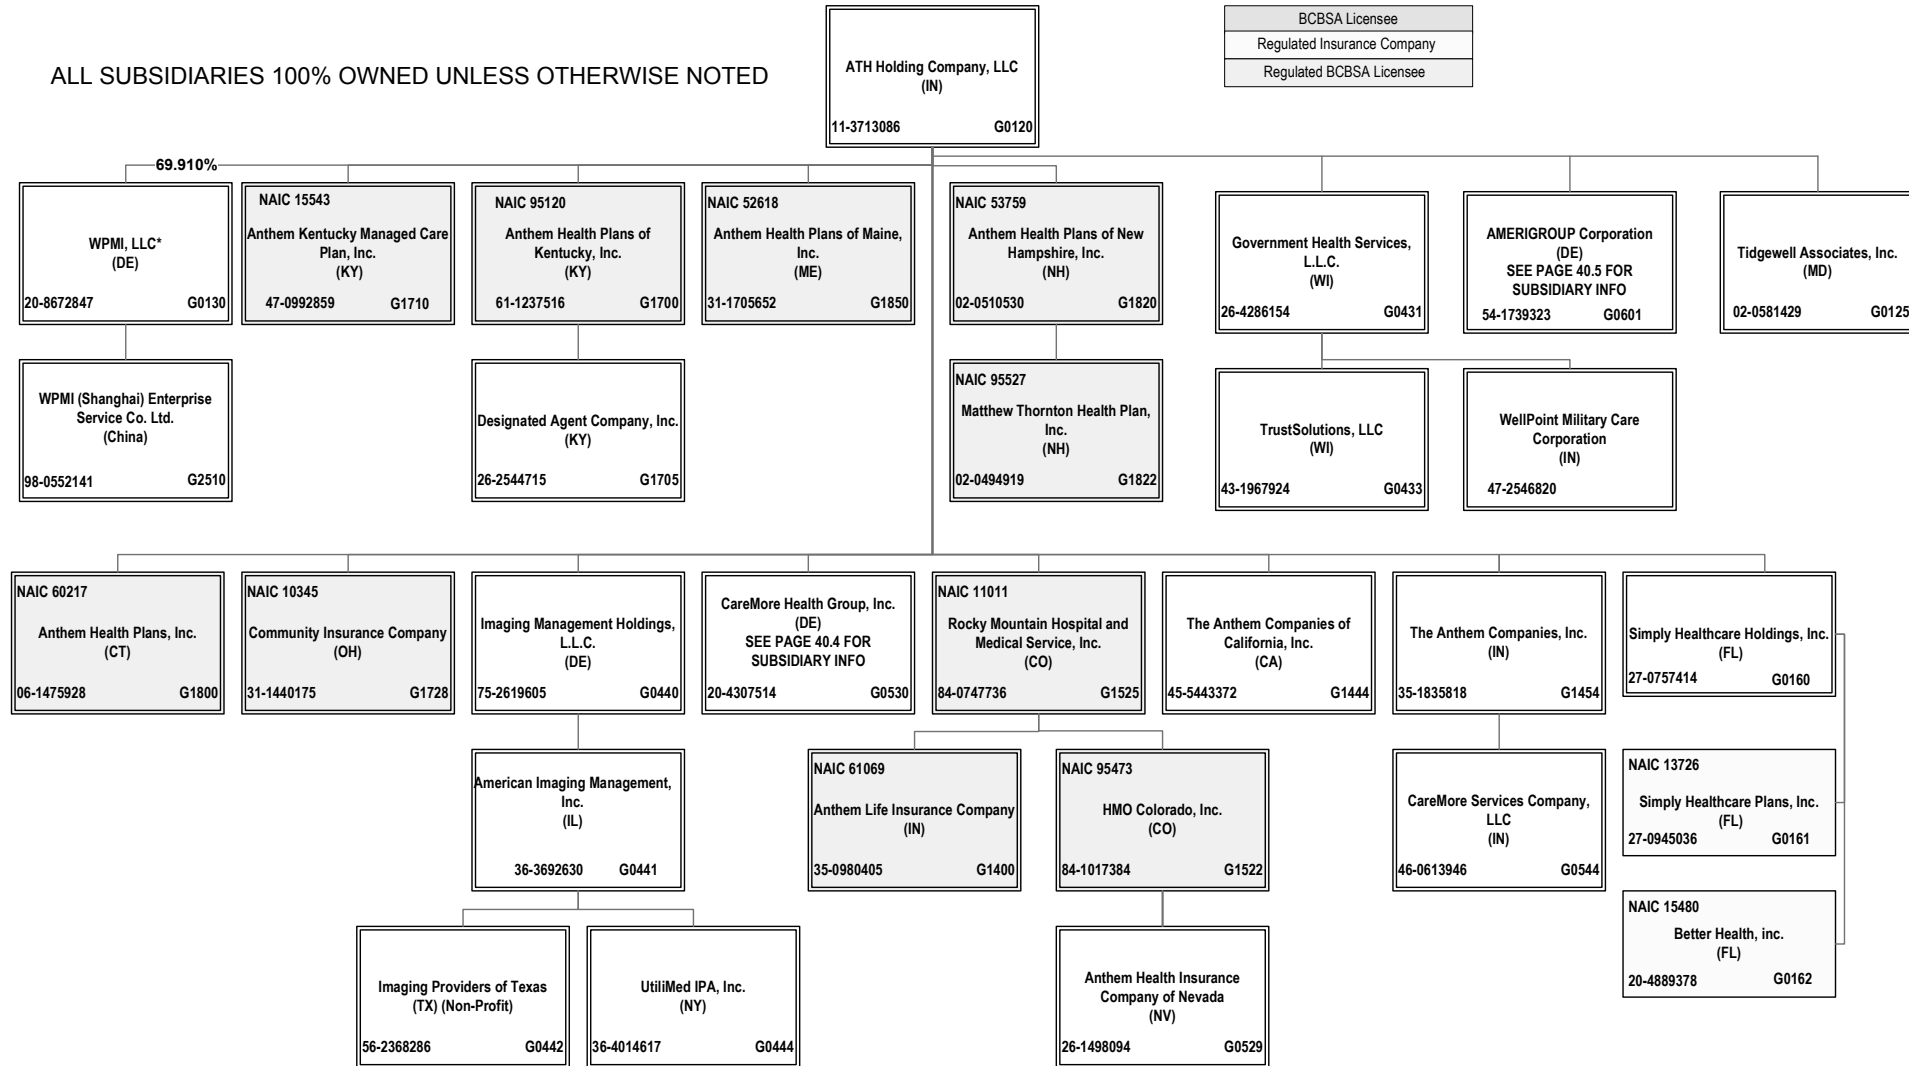 BCBSA Licensee
Regulated Insurance Company
Regulated BCBSA Licensee
ALL SUBSIDIARIES 100% OWNED UNLESS OTHERWISE NOTED
ATH Holding Company, LLC
(IN)
11-3713086 G0120
69.910%
WPMI, LLC*
(DE)
20-8672847 G0130
NAIC 15543
Anthem Kentucky Managed Care
Plan, Inc.
(KY)
47-0992859 G1710
NAIC 95120
Anthem Health Plans of
Kentucky, Inc.
(KY)
61-1237516 G1700
NAIC 52618
Anthem Health Plans of Maine,
Inc.
(ME)
31-1705652 G1850
NAIC 53759
Anthem Health Plans of New
Hampshire, Inc.
(NH)
02-0510530 G1820
Government Health Services,
L.L.C.
(WI)
26-4286154 G0431
AMERIGROUP Corporation
(DE)
SEE PAGE 40.5 FOR
SUBSIDIARY INFO
54-1739323 G0601
Tidgewell Associates, Inc.
(MD)
02-0581429 G0125
WPMI (Shanghai) Enterprise
Service Co. Ltd.
(China)
98-0552141 G2510
Designated Agent Company, Inc.
(KY)
26-2544715 G1705
NAIC 95527
Matthew Thornton Health Plan,
Inc.
(NH)
02-0494919 G1822
TrustSolutions, LLC
(WI)
43-1967924 G0433
WellPoint Military Care
Corporation
(IN)
47-2546820
NAIC 60217
Anthem Health Plans, Inc.
(CT)
06-1475928 G1800
NAIC 10345
Community Insurance Company
(OH)
31-1440175 G1728
Imaging Management Holdings,
L.L.C.
(DE)
75-2619605 G0440
CareMore Health Group, Inc.
(DE)
SEE PAGE 40.4 FOR
SUBSIDIARY INFO
20-4307514 G0530
NAIC 11011
Rocky Mountain Hospital and
Medical Service, Inc.
(CO)
84-0747736 G1525
The Anthem Companies of
California, Inc.
(CA)
45-5443372 G1444
The Anthem Companies, Inc.
(IN)
35-1835818 G1454
Simply Healthcare Holdings, Inc.
(FL)
27-0757414 G0160
American Imaging Management,
Inc.
(IL)
36-3692630 G0441
NAIC 61069
Anthem Life Insurance Company
(IN)
35-0980405 G1400
NAIC 95473
HMO Colorado, Inc.
(CO)
84-1017384 G1522
CareMore Services Company,
LLC
(IN)
46-0613946 G0544
NAIC 13726
Simply Healthcare Plans, Inc.
(FL)
27-0945036 G0161
NAIC 15480
Better Health, inc.
(FL)
20-4889378 G0162
Imaging Providers of Texas
(TX) (Non-Profit)
56-2368286 G0442
UtiliMed IPA, Inc.
(NY)
36-4014617 G0444
Anthem Health Insurance
Company of Nevada
(NV)
26-1498094 G0529